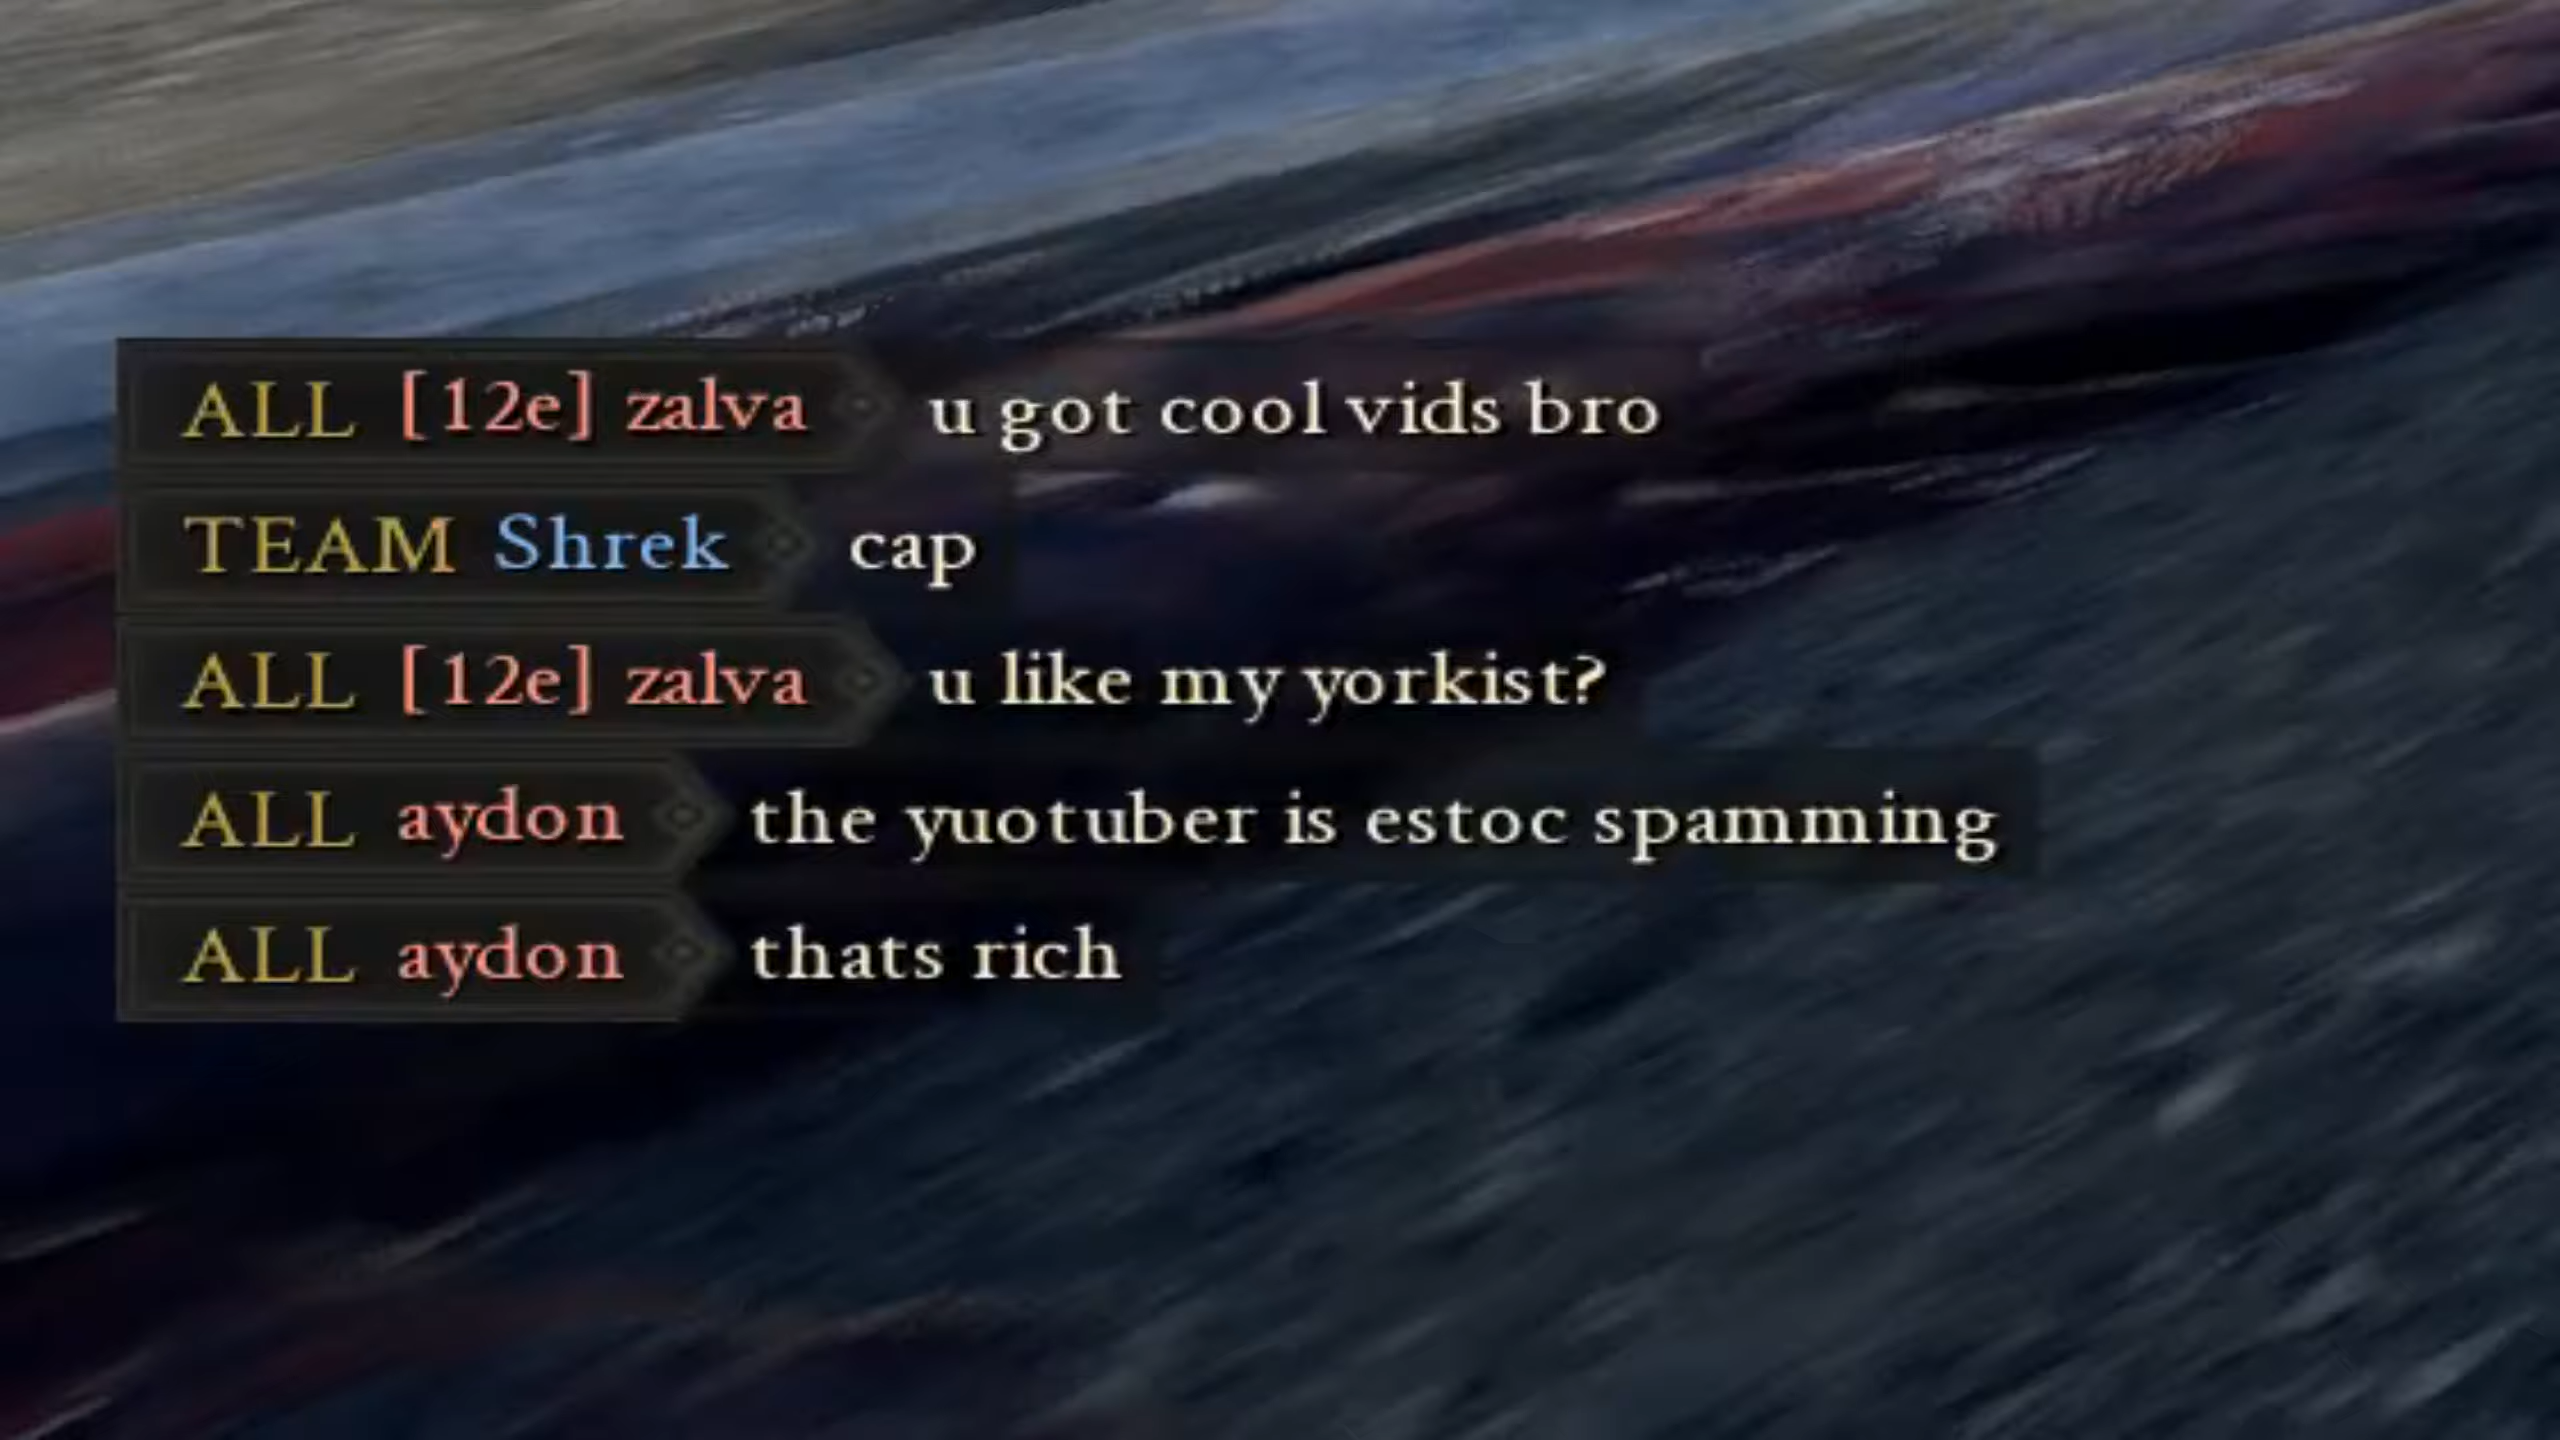 ALL [12e] zalva u got cool vids bro
TEAM Shrek cap
ALL [12e] zalva u like my yorkist?
ALL aydon the yuotuber is estoc spamming
ALL aydon thats rich